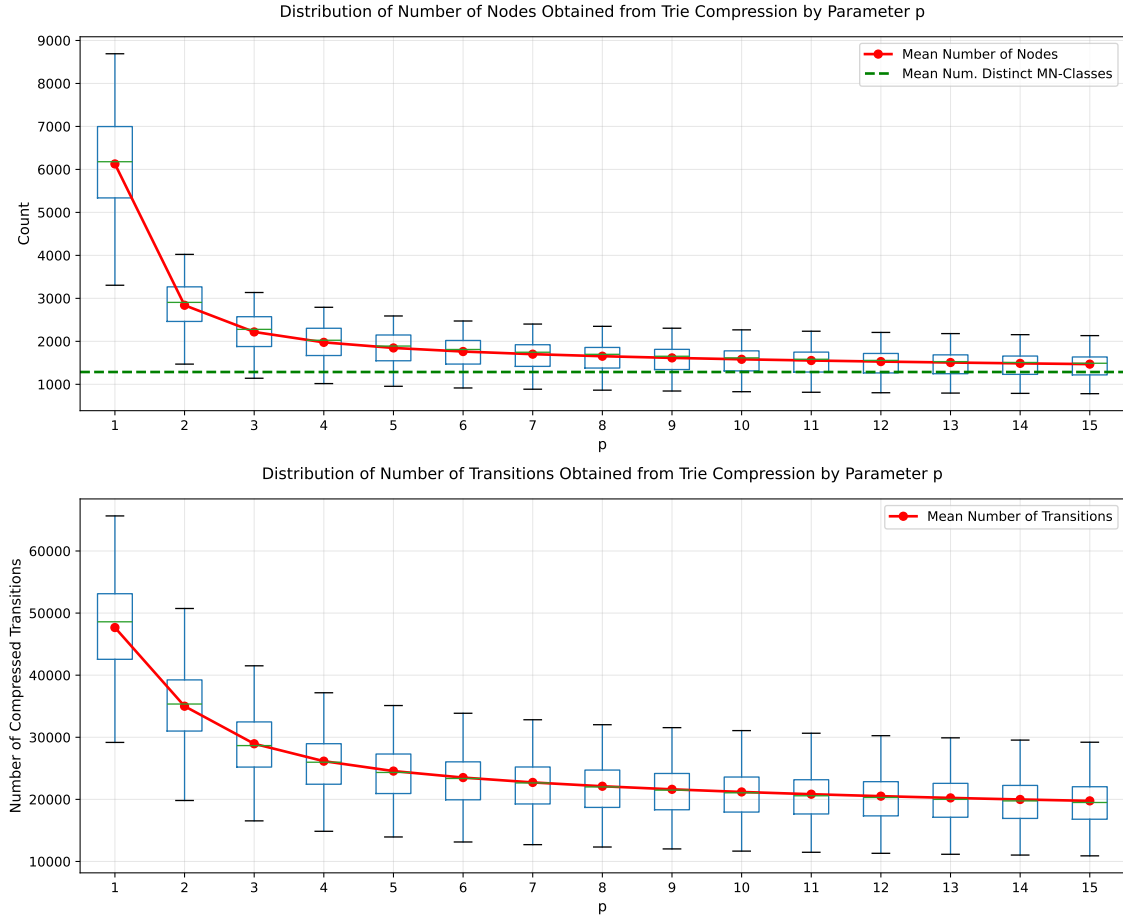 Distribution of Number of Nodes Obtained from Trie Compression by Parameter p
Mean Number of Nodes
Mean Num. Distinct MN-Classes
Count
9000
8000
7000
6000
5000
4000
3000
2000
1000
1 2 3 4 5 6 7 8 9 10 11 12 13 14 15
p
Distribution of Number of Transitions Obtained from Trie Compression by Parameter p
Mean Number of Transitions
Number of Compressed Transitions
60000
50000
40000
30000
20000
10000
1 2 3 4 5 6 7 8 9 10 11 12 13 14 15
p